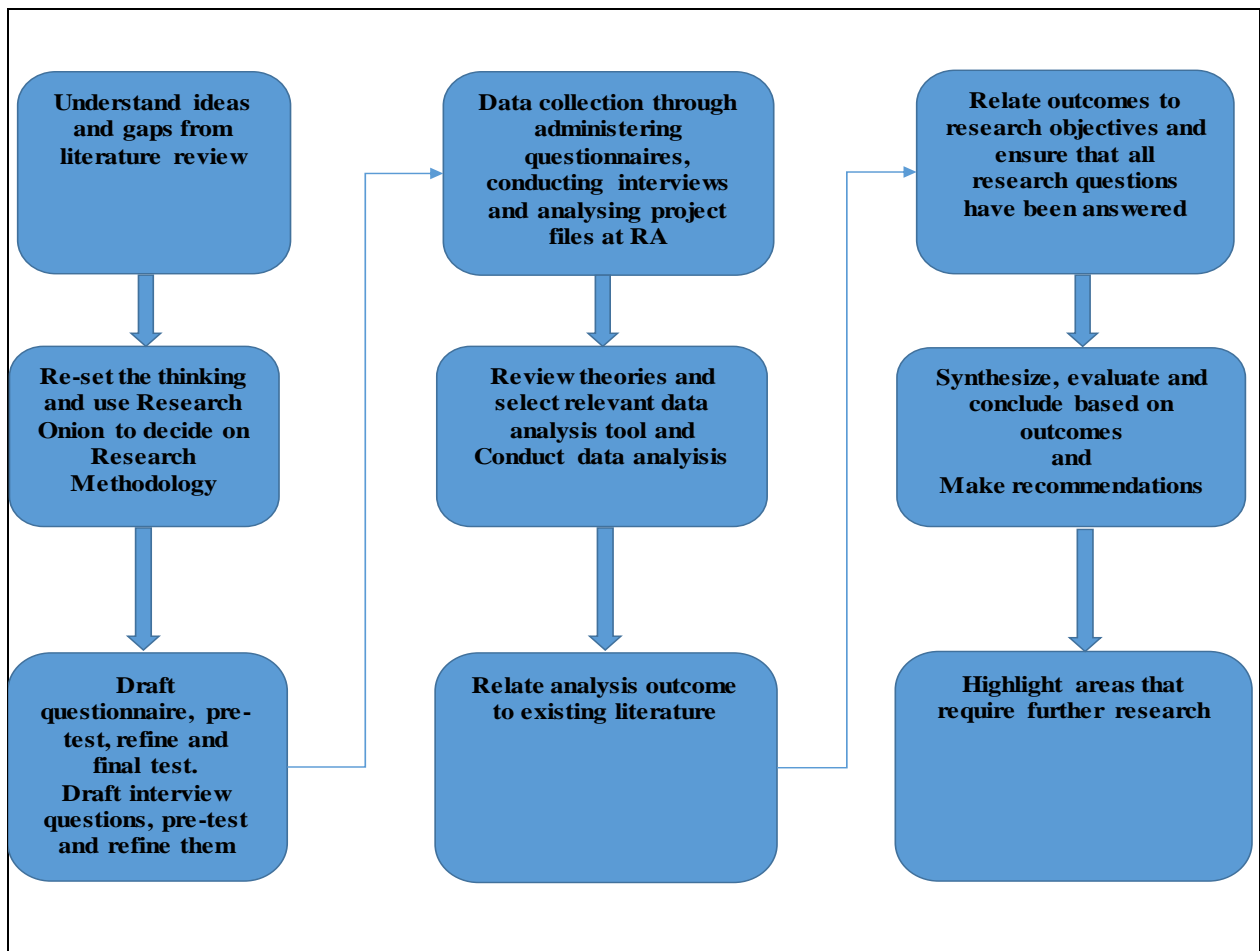 Understand ideas
and gaps from
literature review
Re-set the thinking
and use Research
Onion to decide on
Research
Methodology
Draft
questionnaire, pre-
test, refine and
final test.
Draft interview
questions, pre-test
and refine them
Data collection through
administering
questionnaires,
conducting interviews
and analysing project
files at RA
Review theories and
select relevant data
analysis tool and
Conduct data analyisis
Relate analysis outcome
to existing literature
Relate outcomes to
research objectives and
ensure that all
research questions
have been answered
Synthesize, evaluate and
conclude based on
outcomes
and
Make recommendations
Highlight areas that
require further research